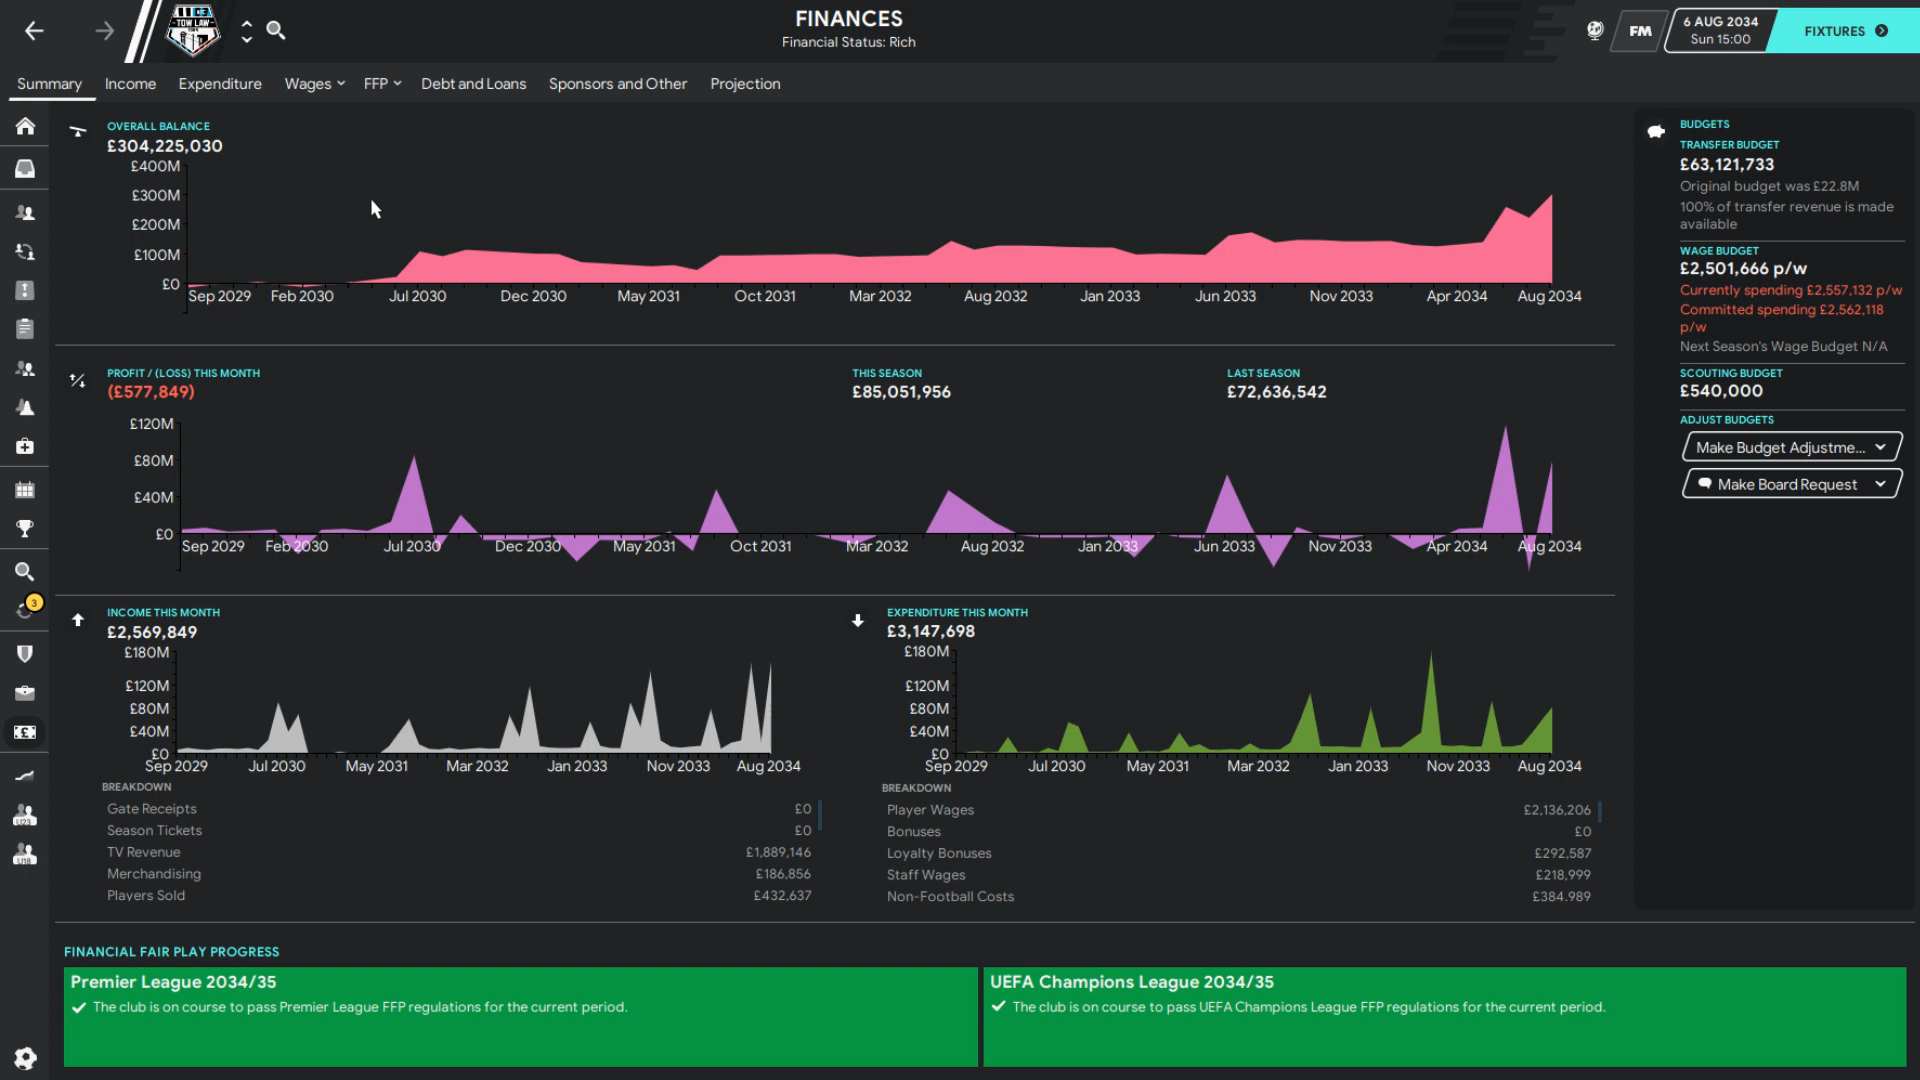 TOW LAW
TOWN
FINANCES
Financial Status: Rich
FM
6 AUG 2034
Sun 15:00
FIXTURES
Summary
Income
Expenditure
Wages
FFP
Debt and Loans
Sponsors and Other
Projection
OVERALL BALANCE
£304,225,030
£400M
£300M
£200M
£100M
£0
Sep 2029 Feb 2030 Jul 2030 Dec 2030 May 2031 Oct 2031 Mar 2032 Aug 2032 Jan 2033 Jun 2033 Nov 2033 Apr 2034 Aug 2034
PROFIT / (LOSS) THIS MONTH
(£577,849)
THIS SEASON
£85,051,956
LAST SEASON
£72,636,542
£120M
£80M
£40M
£0
Sep 2029 Feb 2030 Jul 2030 Dec 2030 May 2031 Oct 2031 Mar 2032 Aug 2032 Jan 2033 Jun 2033 Nov 2033 Apr 2034 Aug 2034
INCOME THIS MONTH
£2,569,849
£180M
£120M
£80M
£40M
£0
Sep 2029 Jul 2030 May 2031 Mar 2032 Jan 2033 Nov 2033 Aug 2034
BREAKDOWN
Gate Receipts £0
Season Tickets £0
TV Revenue £1,889,146
Merchandising £186,856
Players Sold £432,637
EXPENDITURE THIS MONTH
£3,147,698
£180M
£120M
£80M
£40M
£0
Sep 2029 Jul 2030 May 2031 Mar 2032 Jan 2033 Nov 2033 Aug 2034
BREAKDOWN
Player Wages £2,136,206
Bonuses £0
Loyalty Bonuses £292,587
Staff Wages £218,999
Non-Football Costs £384,989
BUDGETS
TRANSFER BUDGET
£63,121,733
Original budget was £22.8M
100% of transfer revenue is made
available
WAGE BUDGET
£2,501,666 p/w
Currently spending £2,557,132 p/w
Committed spending £2,562,118
p/w
Next Season's Wage Budget N/A
SCOUTING BUDGET
£540,000
ADJUST BUDGETS
Make Budget Adjustme...
Make Board Request
3
U23
U18
FINANCIAL FAIR PLAY PROGRESS
Premier League 2034/35
The club is on course to pass Premier League FFP regulations for the current period.
UEFA Champions League 2034/35
The club is on course to pass UEFA Champions League FFP regulations for the current period.